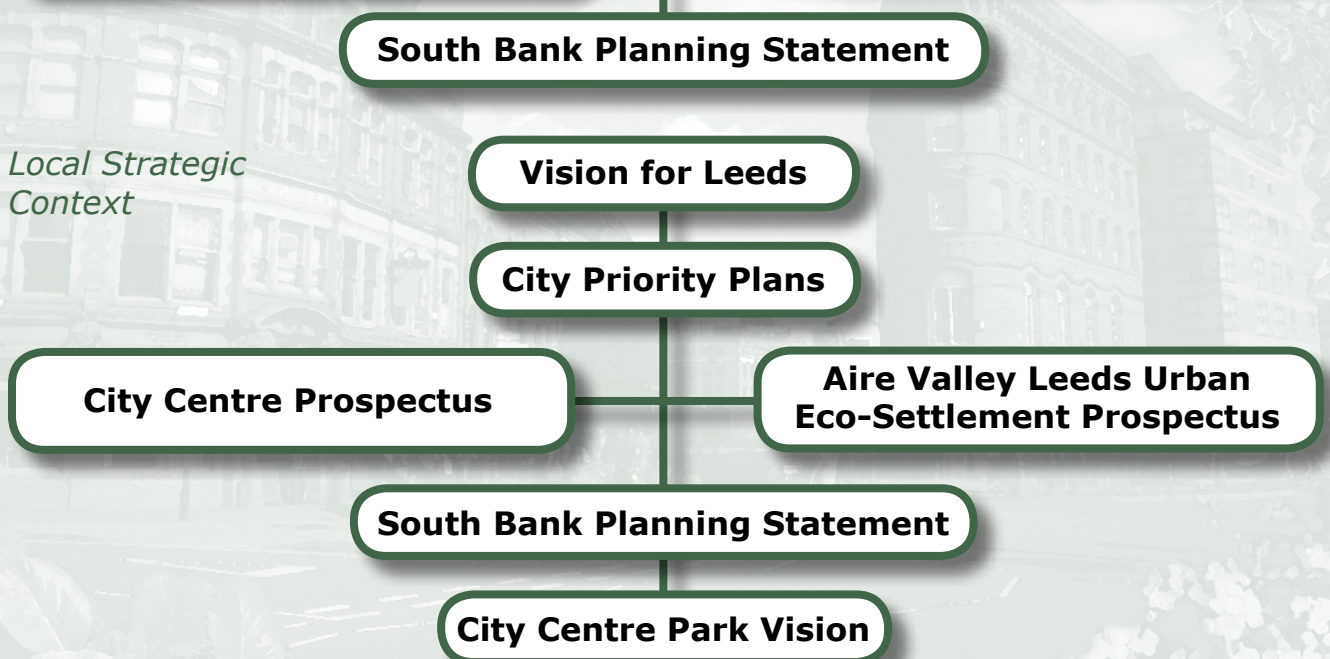 South Bank Planning Statement
Local Strategic
Context
Vision for Leeds
City Priority Plans
City Centre Prospectus
Aire Valley Leeds Urban
Eco-Settlement Prospectus
South Bank Planning Statement
City Centre Park Vision